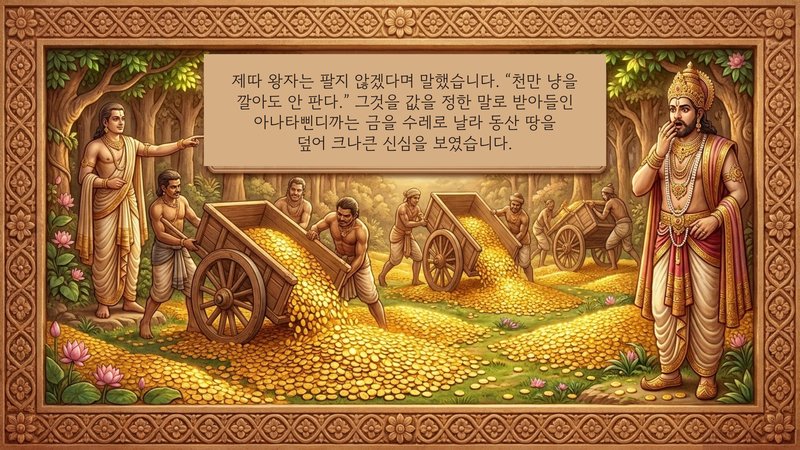 제따 왕자는 팔지 않겠다며 말했습니다. “천만 냥을
깔아도 안 판다.” 그것을 값을 정한 말로 받아들인
아나타삔디까는 금을 수레로 날라 동산 땅을
덮어 크나큰 신심을 보였습니다.